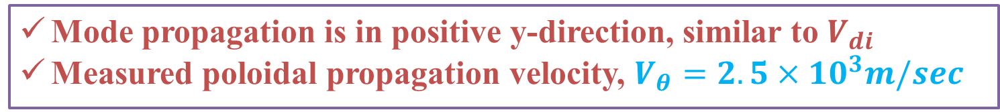 ✓ Mode propagation is in positive y-direction, similar to V_di
✓ Measured poloidal propagation velocity, V_θ = 2.5 × 10³m/sec